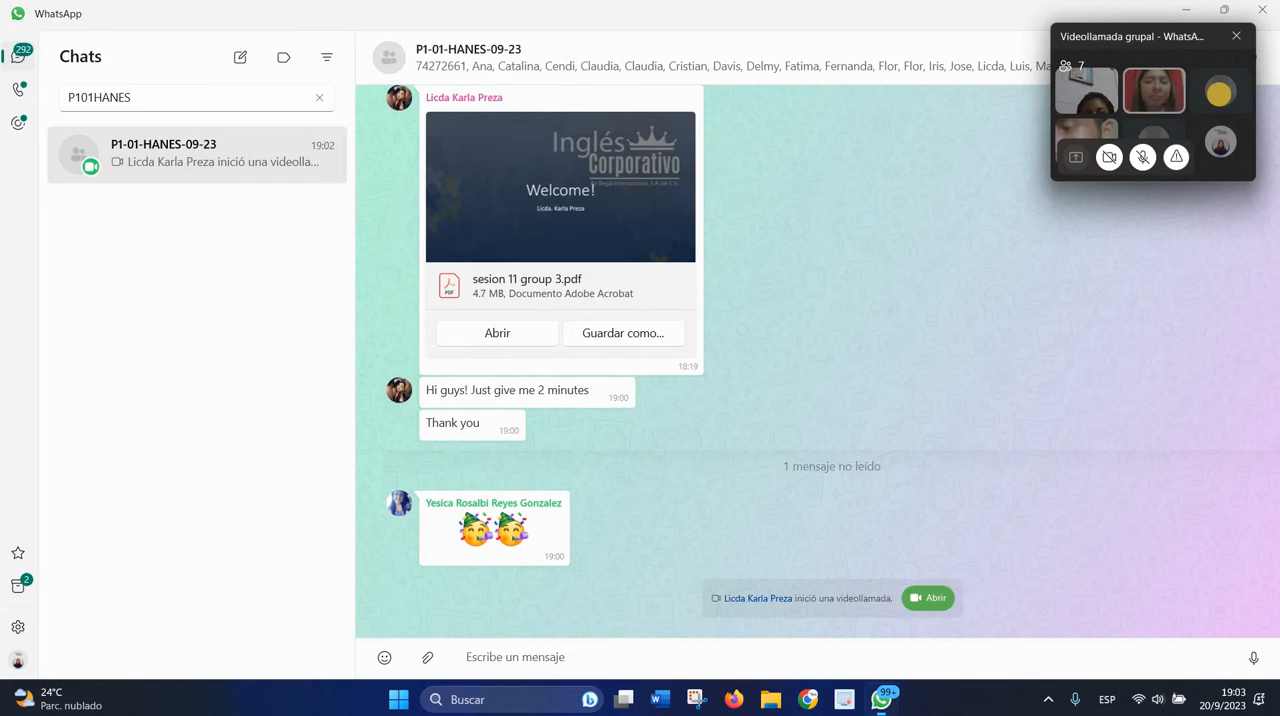 WhatsApp
292
Chats
P101HANES
P1-01-HANES-09-23
19:02
Licda Karla Preza inició una videolla...
2
P1-01-HANES-09-23
74272661, Ana, Catalina, Cendi, Claudia, Claudia, Cristian, Davis, Delmy, Fatima, Fernanda, Flor, Flor, Iris, Jose, Licda, Luis, Ma
Videollamada grupal - WhatsA...
7
Licda Karla Preza
Inglés
Corporativo
Welcome!
Licda. Karla Preza
sesion 11 group 3.pdf
PDF
4.7 MB, Documento Adobe Acrobat
Abrir
Guardar como...
18:19
Hi guys! Just give me 2 minutes
19:00
Thank you
19:00
1 mensaje no leído
Yesica Rosalbi Reyes Gonzalez
19:00
Licda Karla Preza inició una videollamada.
Abrir
Escribe un mensaje
24°C
Parc. nublado
Buscar
99+
ESP
19:03
20/9/2023